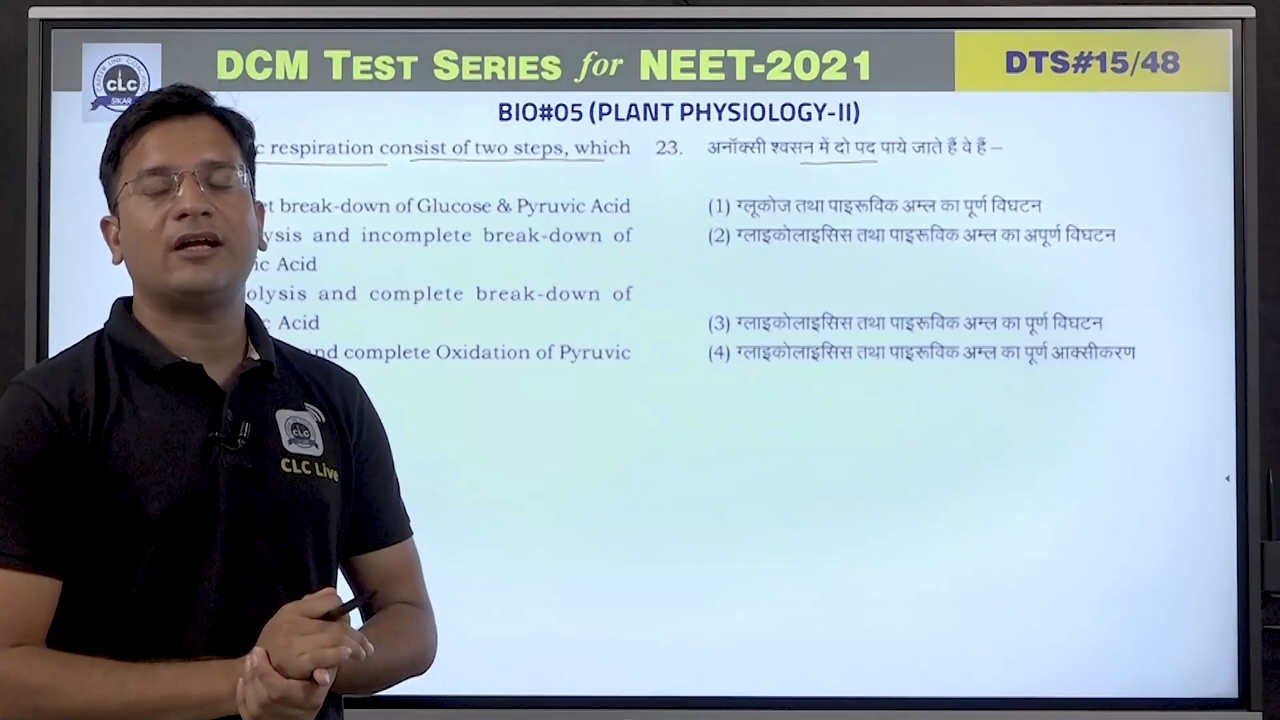 DCM TEST SERIES for NEET-2021
DTS#15/48
CLC
SIKAR
BIO#05 (PLANT PHYSIOLOGY-II)
respiration consist of two steps, which
break-down of Glucose & Pyruvic Acid
and incomplete break-down of
Acid
and complete break-down of
Acid
complete Oxidation of Pyruvic
23. अनॉक्सी श्वसन में दो पद पाये जाते हैं वे हैं –
(1) ग्लूकोज तथा पाइरूविक अम्ल का पूर्ण विघटन
(2) ग्लाइकोलाइसिस तथा पाइरूविक अम्ल का अपूर्ण विघटन
(3) ग्लाइकोलाइसिस तथा पाइरूविक अम्ल का पूर्ण विघटन
(4) ग्लाइकोलाइसिस तथा पाइरूविक अम्ल का पूर्ण आक्सीकरण
CLC
CLC Live